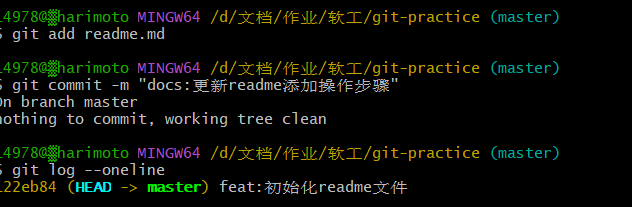 14978@▒harimoto MINGW64 /d/文档/作业/软工/git-practice (master)
$ git add readme.md
14978@▒harimoto MINGW64 /d/文档/作业/软工/git-practice (master)
$ git commit -m "docs:更新readme添加操作步骤"
On branch master
nothing to commit, working tree clean
14978@▒harimoto MINGW64 /d/文档/作业/软工/git-practice (master)
$ git log --oneline
122eb84 (HEAD -> master) feat:初始化readme文件